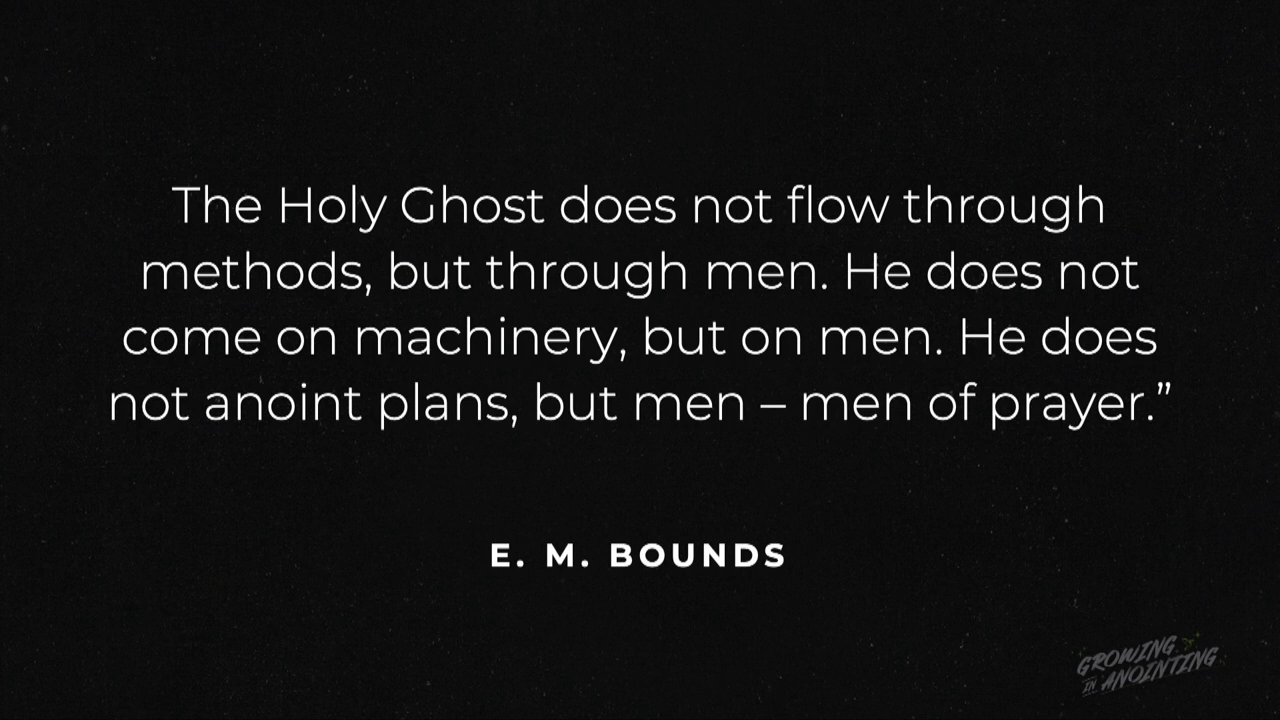 The Holy Ghost does not flow through
methods, but through men. He does not
come on machinery, but on men. He does
not anoint plans, but men – men of prayer.”
E. M. BOUNDS
GROWING
IN ANOINTING